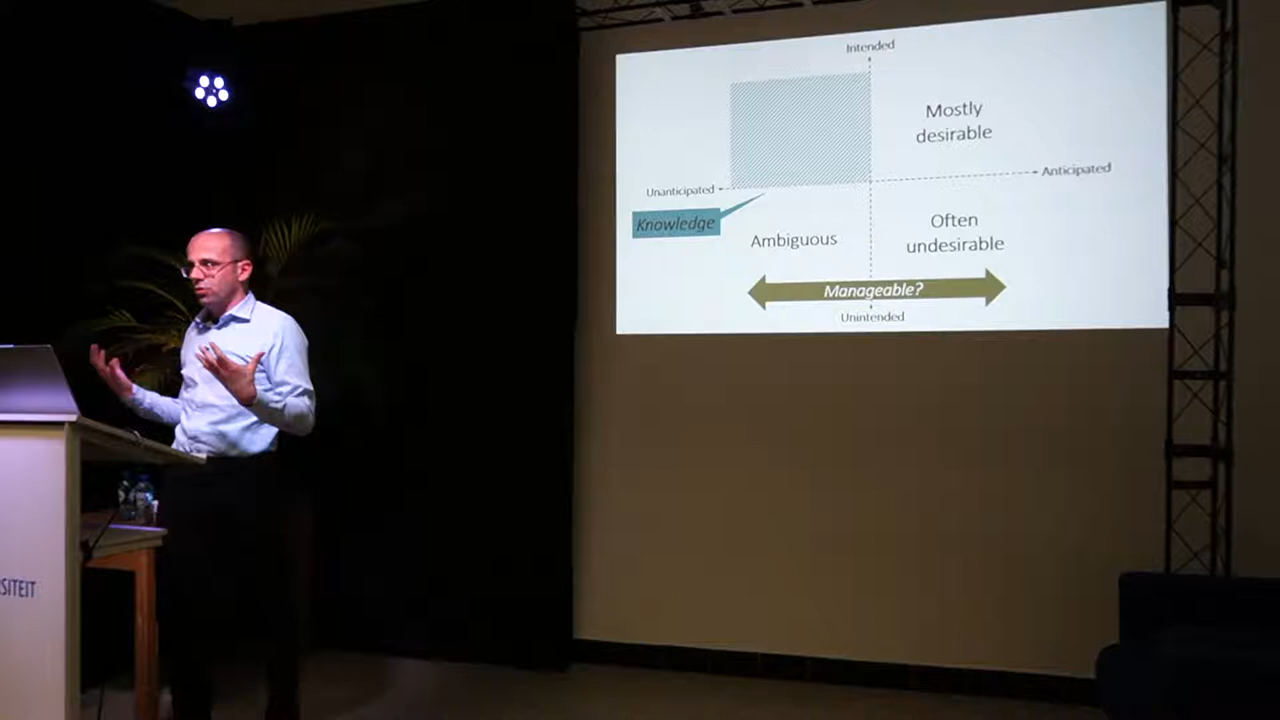 Intended
Mostly
desirable
Unanticipated
Anticipated
Knowledge
Ambiguous
Often
undesirable
Manageable?
Unintended
SITEIT